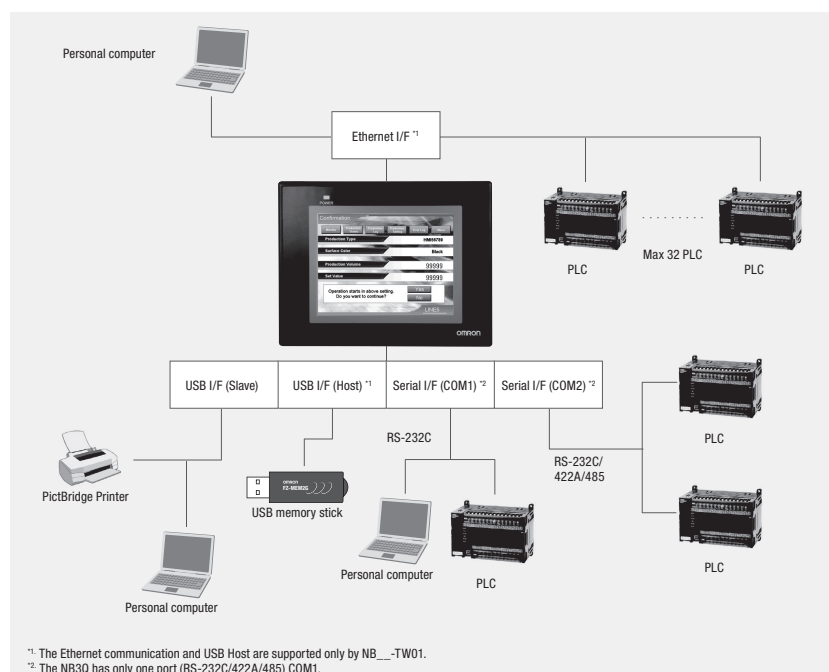 Personal computer
Ethernet I/F *1
POWER
Confirmation
Production Type
HM656789
Surface Color
Black
Production Volume
99999
Set Value
99999
Operation starts in above setting.
Do you want to continue?
LINE5
OMRON
PLC
Max 32 PLC
PLC
USB I/F (Slave)
USB I/F (Host) *1
Serial I/F (COM1) *2
Serial I/F (COM2) *2
RS-232C
RS-232C/
422A/485
PLC
PictBridge Printer
OMRON
FZ-MEM2G
USB memory stick
Personal computer
PLC
PLC
Personal computer
*1. The Ethernet communication and USB Host are supported only by NB__-TW01.
*2. The NB3Q has only one port (RS-232C/422A/485) COM1.